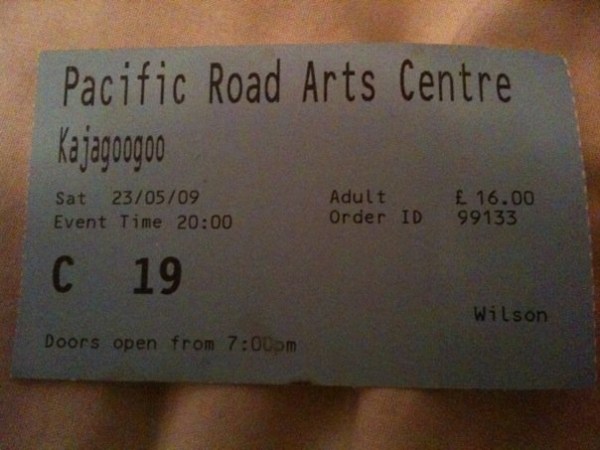 Pacific Road Arts Centre
Kajagoogoo
Sat 23/05/09 Adult £ 16.00
Event Time 20:00 Order ID 99133
C 19
Wilson
Doors open from 7:00pm